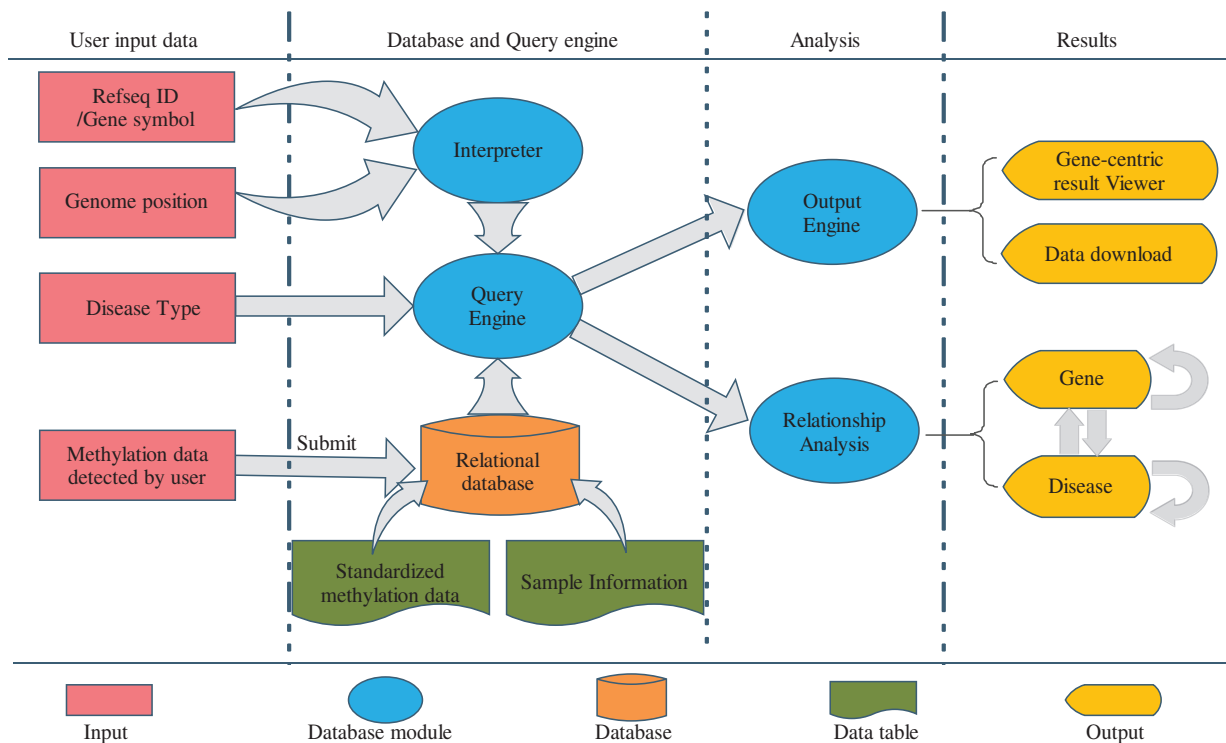 User input data
Database and Query engine
Analysis
Results
Refseq ID
/Gene symbol
Genome position
Disease Type
Methylation data
detected by user
Submit
Interpreter
Query
Engine
Relational
database
Standardized
methylation data
Sample Information
Output
Engine
Relationship
Analysis
Gene-centric
result Viewer
Data download
Gene
Disease
Input
Database module
Database
Data table
Output